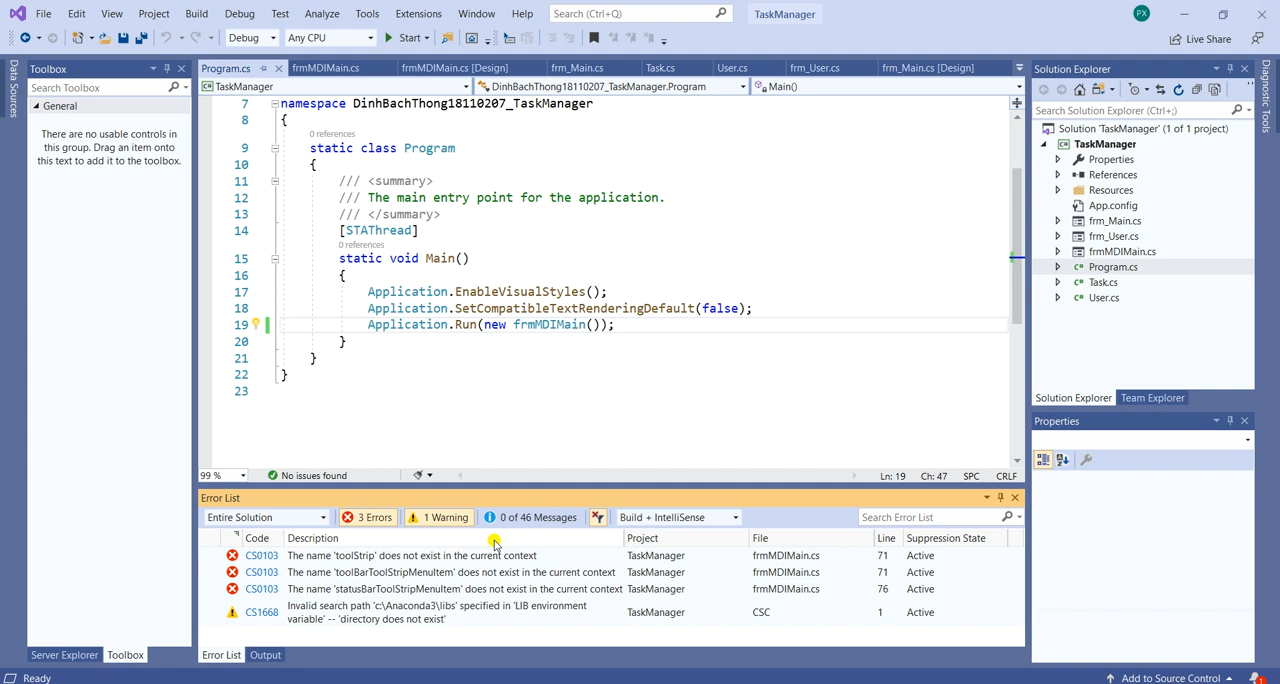 File Edit View Project Build Debug Test Analyze Tools Extensions Window Help Search (Ctrl+Q) TaskManager PX
Debug Any CPU Start Live Share
Data Sources
Toolbox
Search Toolbox
General
There are no usable controls in
this group. Drag an item onto
this text to add it to the toolbox.
Server Explorer Toolbox
Program.cs frmMDIMain.cs frmMDIMain.cs [Design] frm_Main.cs Task.cs User.cs frm_User.cs frm_Main.cs [Design]
TaskManager DinhBachThong18110207_TaskManager.Program Main()
7 namespace DinhBachThong18110207_TaskManager
8 {
0 references
9 static class Program
10 {
11 /// <summary>
12 /// The main entry point for the application.
13 /// </summary>
14 [STAThread]
0 references
15 static void Main()
16 {
17 Application.EnableVisualStyles();
18 Application.SetCompatibleTextRenderingDefault(false);
19 Application.Run(new frmMDIMain());
20 }
21 }
22 }
23
99 % No issues found Ln: 19 Ch: 47 SPC CRLF
Error List
Entire Solution 3 Errors 1 Warning 0 of 46 Messages Build + IntelliSense Search Error List
Code Description Project File Line Suppression State
CS0103 The name 'toolStrip' does not exist in the current context TaskManager frmMDIMain.cs 71 Active
CS0103 The name 'toolBarToolStripMenuItem' does not exist in the current context TaskManager frmMDIMain.cs 71 Active
CS0103 The name 'statusBarToolStripMenuItem' does not exist in the current context TaskManager frmMDIMain.cs 76 Active
CS1668 Invalid search path 'c:\Anaconda3\libs' specified in 'LIB environment
variable' -- 'directory does not exist' TaskManager CSC 1 Active
Error List Output
Solution Explorer
Search Solution Explorer (Ctrl+;)
Solution 'TaskManager' (1 of 1 project)
TaskManager
Properties
References
Resources
App.config
frm_Main.cs
frm_User.cs
frmMDIMain.cs
Program.cs
Task.cs
User.cs
Solution Explorer Team Explorer
Properties
Diagnostic Tools
Ready Add to Source Control 1